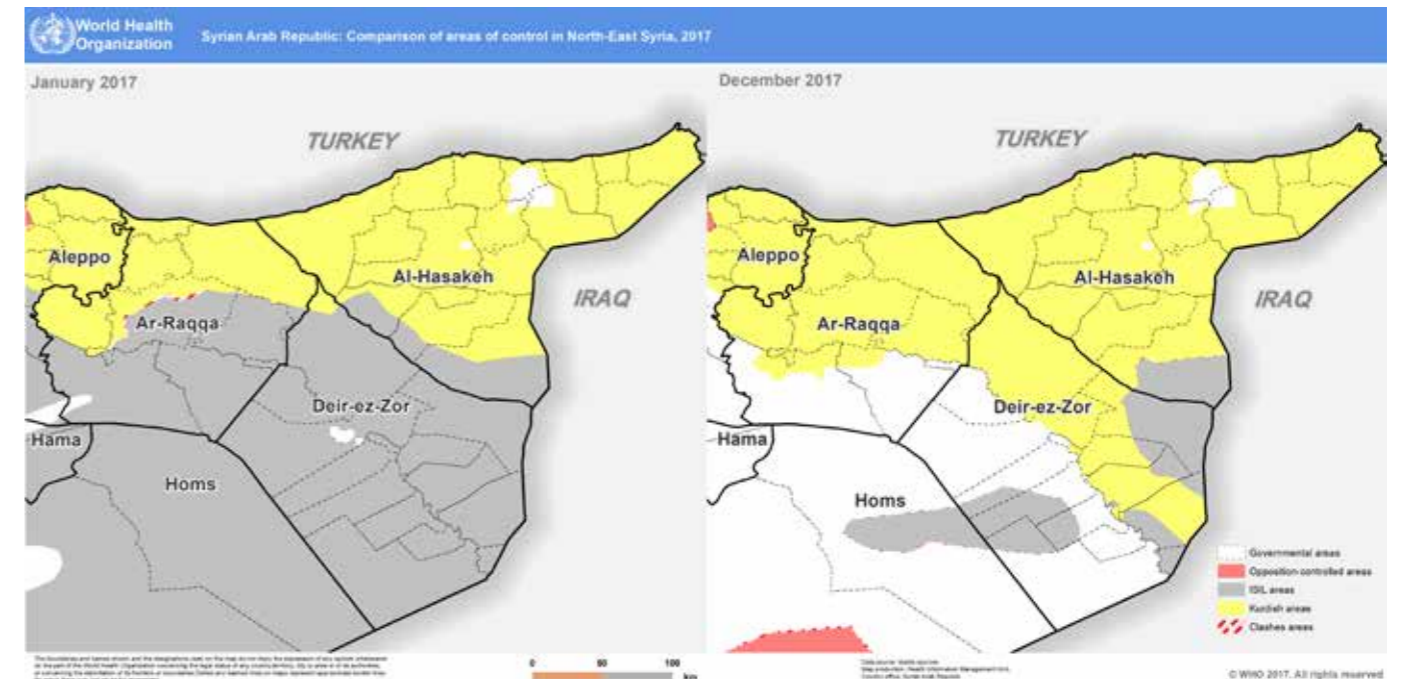 World Health
Organization
Syrian Arab Republic: Comparison of areas of control in North-East Syria, 2017
January 2017
TURKEY
Aleppo
Al-Hasakeh
IRAQ
Ar-Raqqa
Deir-ez-Zor
Hama
Homs
December 2017
TURKEY
Aleppo
Al-Hasakeh
IRAQ
Ar-Raqqa
Deir-ez-Zor
Hama
Homs
Governmental areas
Opposition-controlled areas
ISIL areas
Kurdish areas
Clashes areas
0 50 100
km
© WHO 2017. All rights reserved